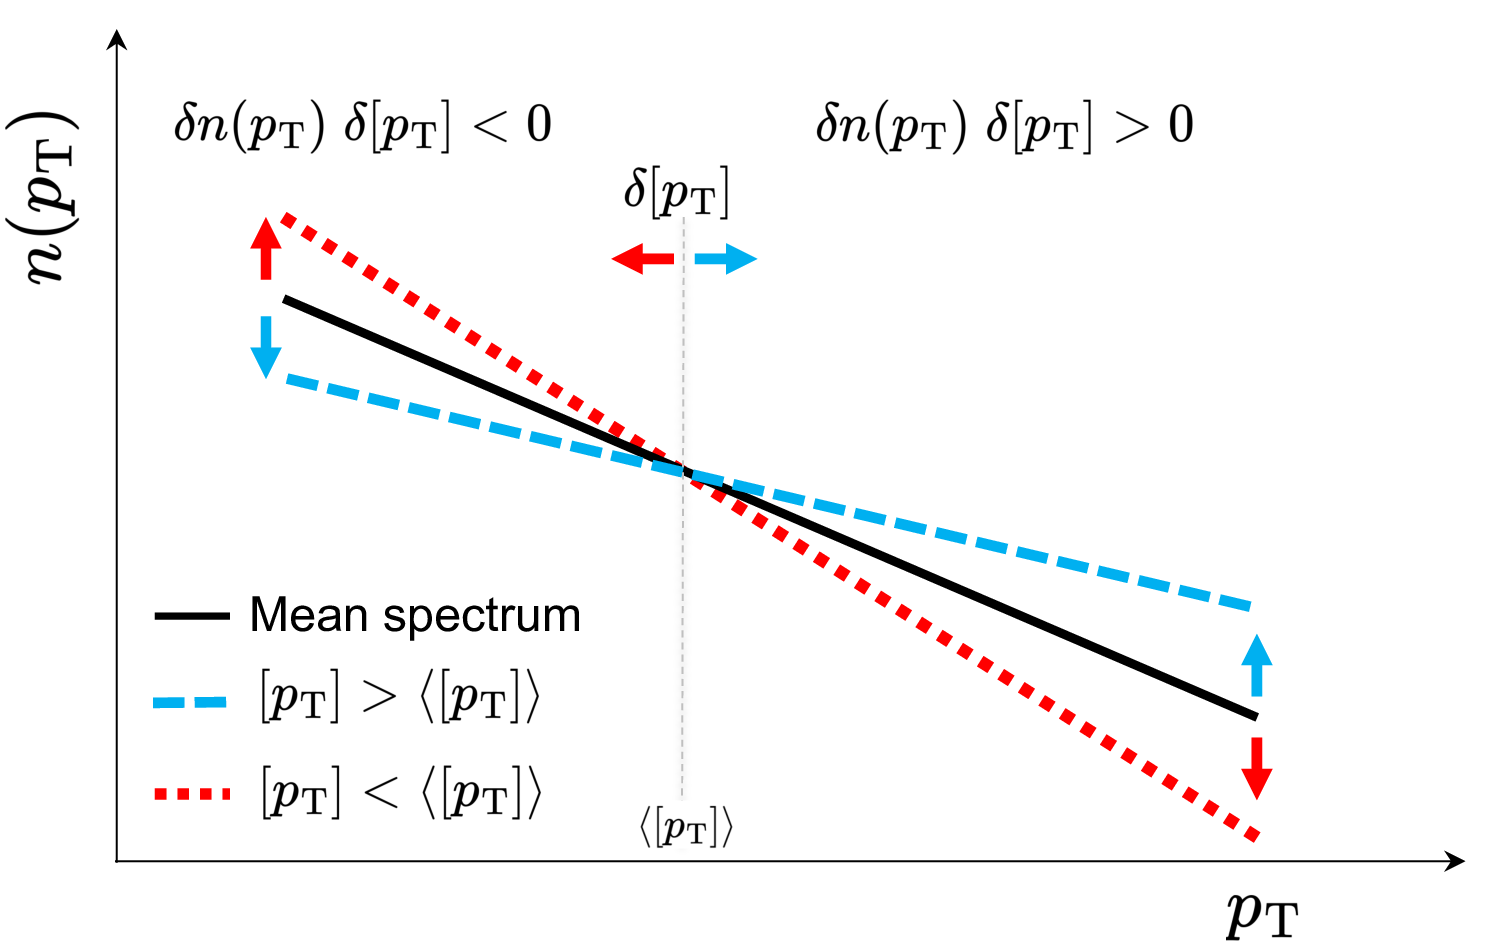 n(p_T)
δn(p_T) δ[p_T] < 0
δn(p_T) δ[p_T] > 0
δ[p_T]
Mean spectrum
[p_T] > ⟨[p_T]⟩
[p_T] < ⟨[p_T]⟩
⟨[p_T]⟩
p_T